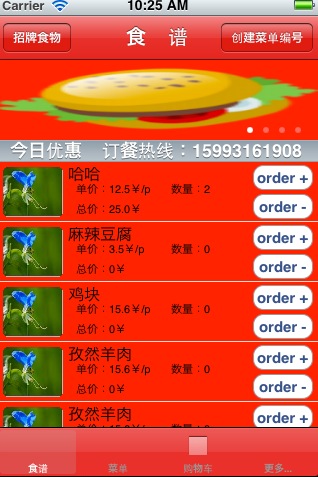 Carrier 10:25 AM
招牌食物 食 谱 创建菜单编号
今日优惠 订餐热线：15993161908
哈哈
单价：12.5￥/p 数量：2 order +
总价：25.0￥ order -
麻辣豆腐
单价：3.5￥/p 数量：0 order +
总价：0￥ order -
鸡块
单价：15.6￥/p 数量：0 order +
总价：0￥ order -
孜然羊肉
单价：15.6￥/p 数量：0 order +
总价：0￥ order -
孜然羊肉
order +
食谱 菜单 购物车 更多...